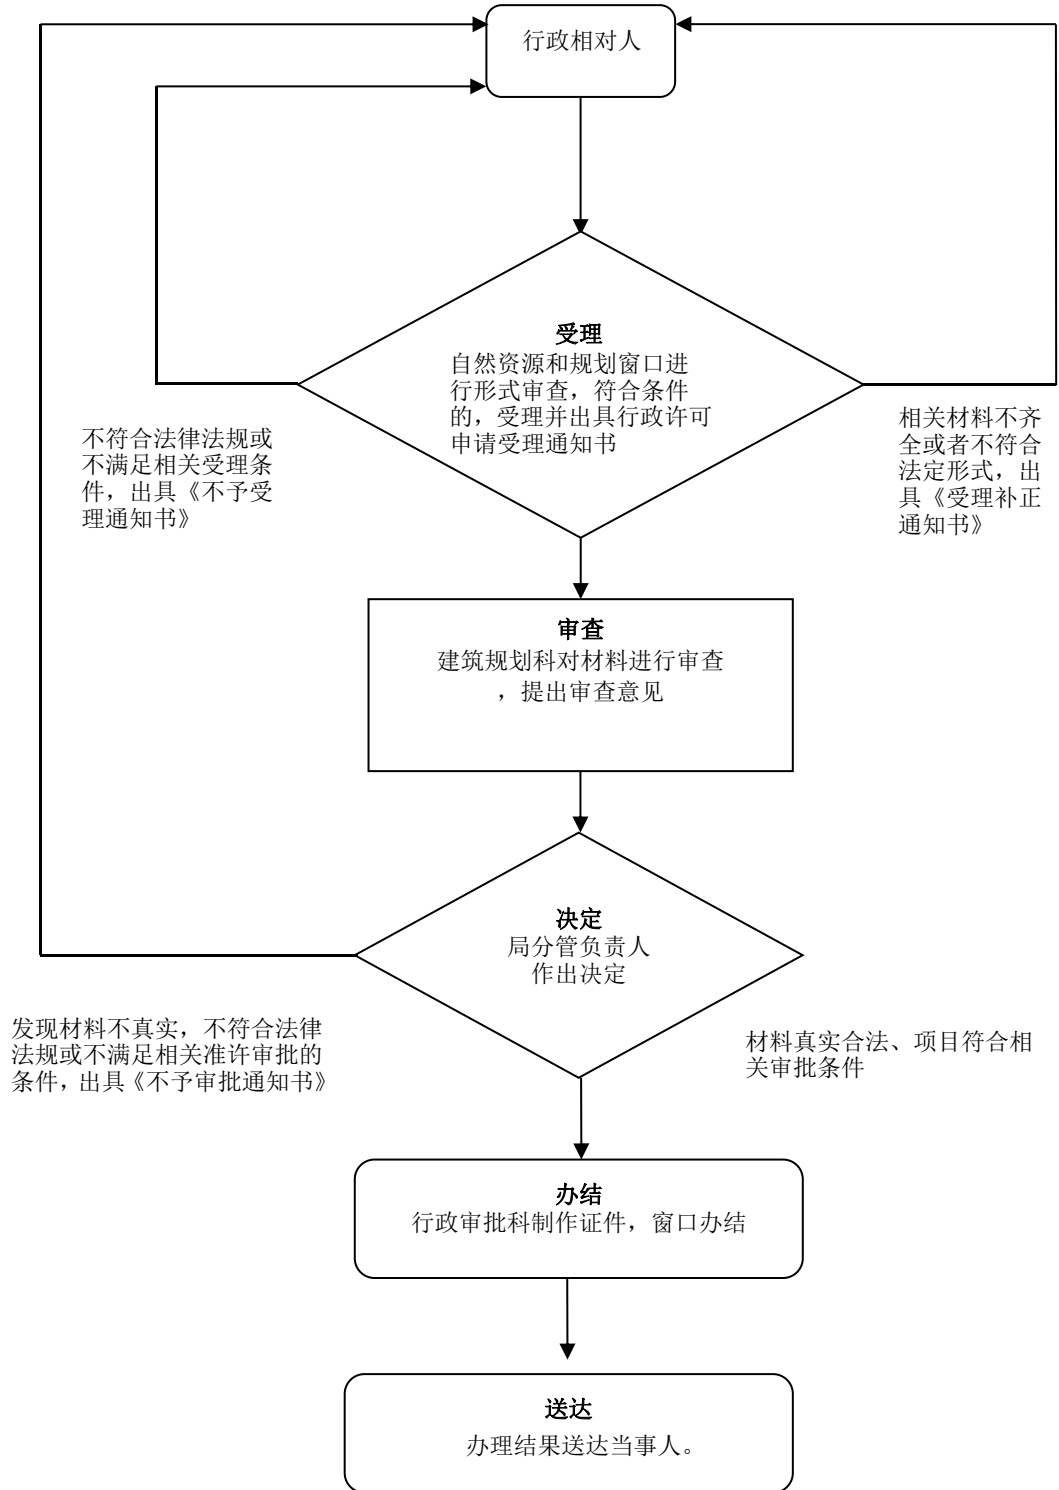 行政相对人
受理
自然资源和规划窗口进
行形式审查，符合条件
的，受理并出具行政许可
申请受理通知书
不符合法律法规或
不满足相关受理条
件，出具《不予受
理通知书》
相关材料不齐
全或者不符合
法定形式，出
具《受理补正
通知书》
审查
建筑规划科对材料进行审查
，提出审查意见
决定
局分管负责人
作出决定
发现材料不真实，不符合法律
法规或不满足相关准许审批的
条件，出具《不予审批通知书》
材料真实合法、项目符合相
关审批条件
办结
行政审批科制作证件，窗口办结
送达
办理结果送达当事人。